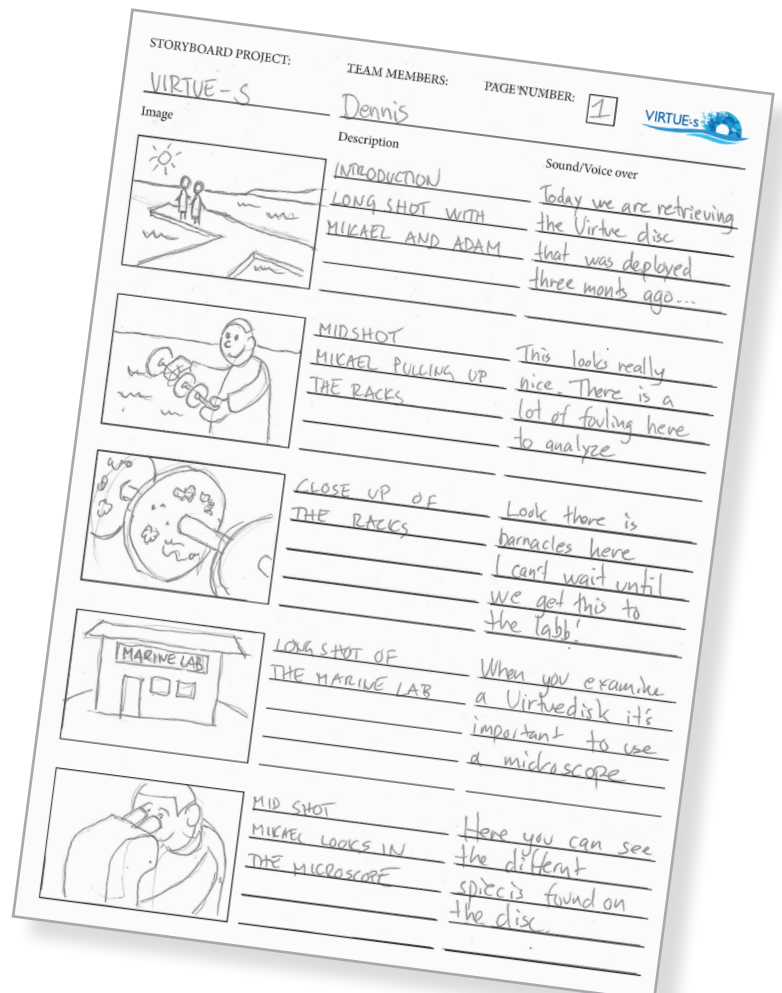 STORYBOARD PROJECT:
VIRTUE-S
TEAM MEMBERS:
Dennis
PAGE NUMBER:
1
VIRTUE-s
Image
Description
Sound/Voice over
INTRODUCTION
LONG SHOT WITH
MIKAEL AND ADAM
Today we are retrieving
the Virtue disc
that was deployed
three monts ago...
MIDSHOT
MIKAEL PULLING UP
THE RACKS
This looks really
nice. There is a
lot of fouling here
to analyze
CLOSE UP OF
THE RACKS
Look there is
barnacles here
I can't wait until
we get this to
the labb!
MARINE LAB
LONG SHOT OF
THE MARINE LAB
When you examine
a Virtuedisk it's
important to use
a microscope
MID SHOT
MIKAEL LOOKS IN
THE MICROSCOPE
Here you can see
the differnt
spiecis found on
the disc.